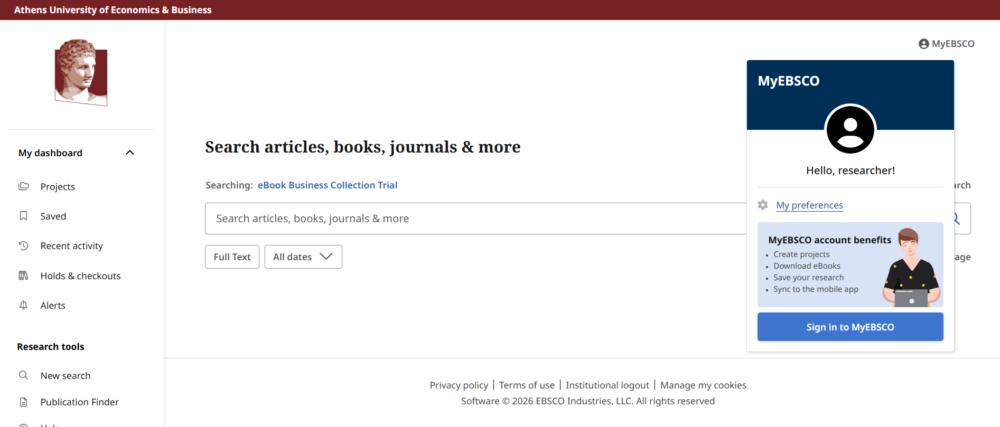 Athens University of Economics & Business
MyEBSCO
My dashboard
Projects
Saved
Recent activity
Holds & checkouts
Alerts
Research tools
New search
Publication Finder
Search articles, books, journals & more
Searching: eBook Business Collection Trial
Search articles, books, journals & more
Full Text
All dates
MyEBSCO
Hello, researcher!
My preferences
MyEBSCO account benefits
Create projects
Download eBooks
Save your research
Sync to the mobile app
Sign in to MyEBSCO
Privacy policy
Terms of use
Institutional logout
Manage my cookies
Software © 2026 EBSCO Industries, LLC. All rights reserved